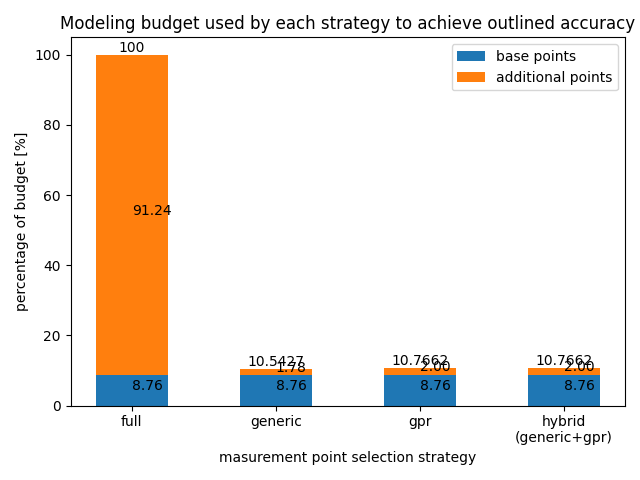 Modeling budget used by each strategy to achieve outlined accuracy
base points
additional points
percentage of budget [%]
100
80
60
40
20
0
100
91.24
8.76
10.5427
1.78
8.76
10.7662
2.00
8.76
10.7662
2.00
8.76
full
generic
gpr
hybrid
(generic+gpr)
masurement point selection strategy